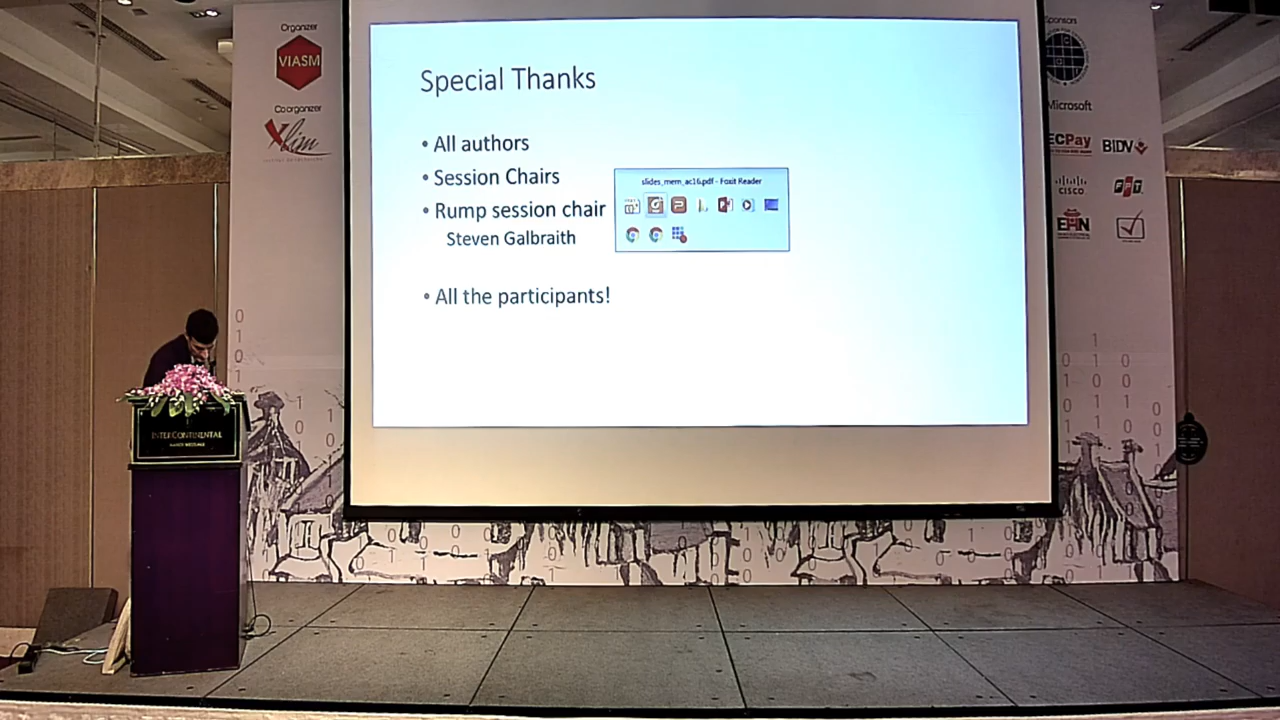 Organizer
VIASM
Co organizer
Xlim
Special Thanks
• All authors
• Session Chairs
• Rump session chair
Steven Galbraith
• All the participants!
slides_mem_ac16.pdf - Foxit Reader
Sponsors
Microsoft
ECPay
BIDV
CISCO
FPT
INTERCONTINENTAL